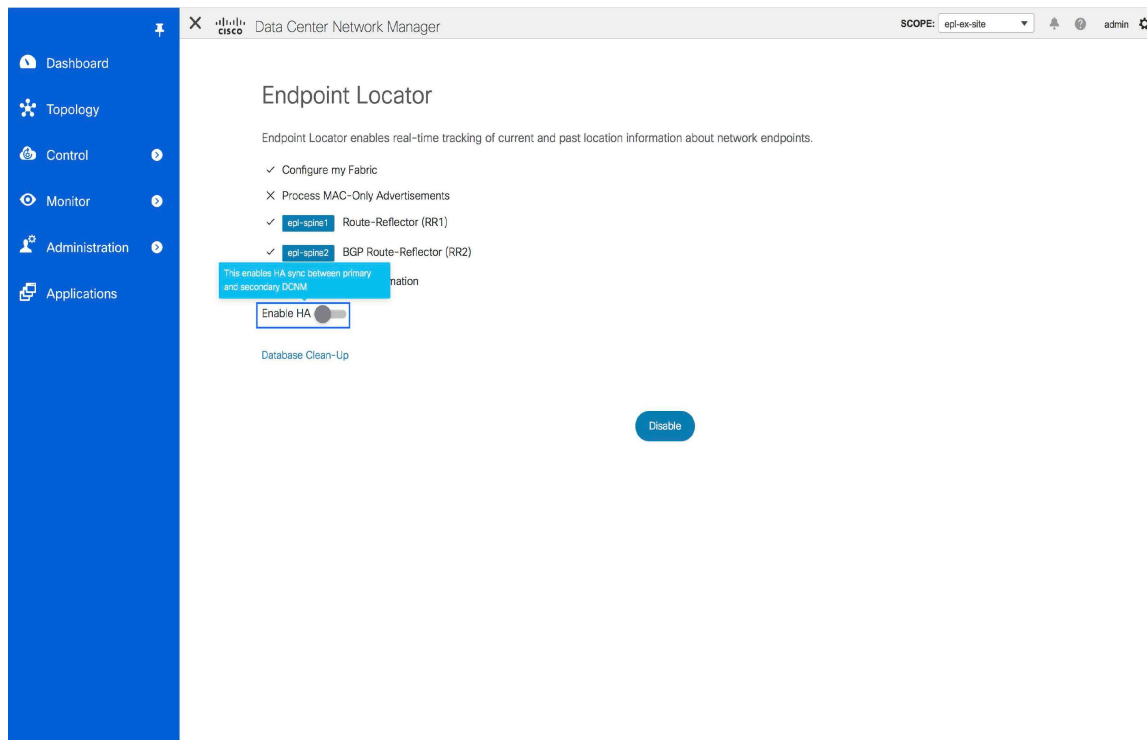 cisco Data Center Network Manager
SCOPE: epl-ex-site
admin
Dashboard
Topology
Control
Monitor
Administration
Applications
Endpoint Locator
Endpoint Locator enables real-time tracking of current and past location information about network endpoints.
Configure my Fabric
Process MAC-Only Advertisements
epl-spine1 Route-Reflector (RR1)
epl-spine2 BGP Route-Reflector (RR2)
This enables HA sync between primary
and secondary DCNM
Enable HA
Database Clean-Up
Disable